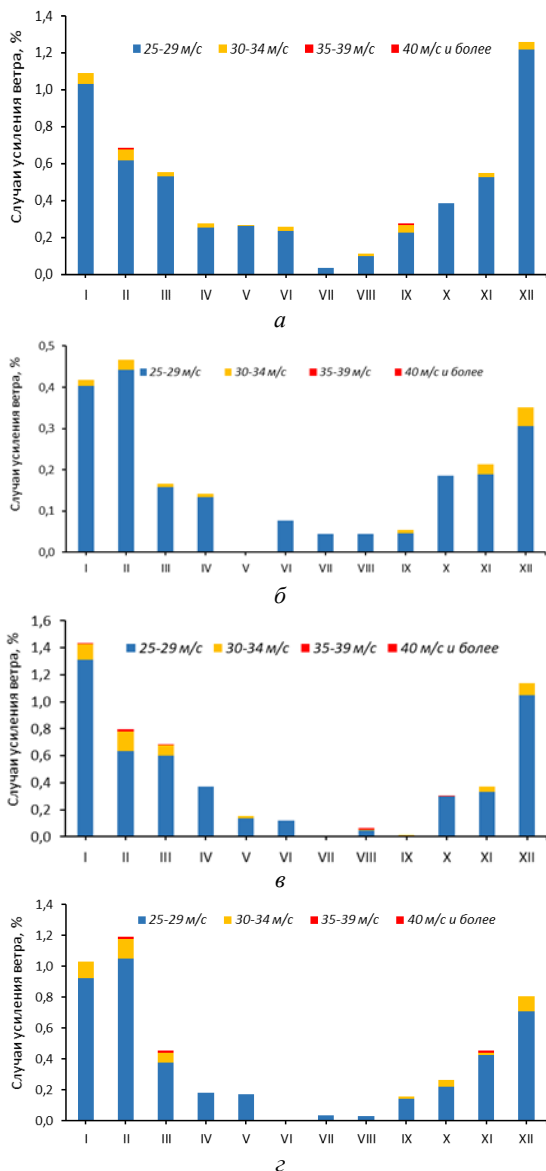 1,4
1,2
1,0
0,8
0,6
0,4
0,2
0,0
Случаи усиления ветра, %
25-29 м/с 30-34 м/с 35-39 м/с 40 м/с и более
I II III IV V VI VII VIII IX X XI XII
а
0,5
0,4
0,3
0,2
0,1
0,0
Случаи усиления ветра, %
25-29 м/с 30-34 м/с 35-39 м/с 40 м/с и более
I II III IV V VI VII VIII IX X XI XII
б
1,6
1,4
1,2
1,0
0,8
0,6
0,4
0,2
0,0
Случаи усиления ветра, %
25-29 м/с 30-34 м/с 35-39 м/с 40 м/с и более
I II III IV V VI VII VIII IX X XI XII
в
1,4
1,2
1,0
0,8
0,6
0,4
0,2
0,0
Случаи усиления ветра, %
25-29 м/с 30-34 м/с 35-39 м/с 40 м/с и более
I II III IV V VI VII VIII IX X XI XII
г